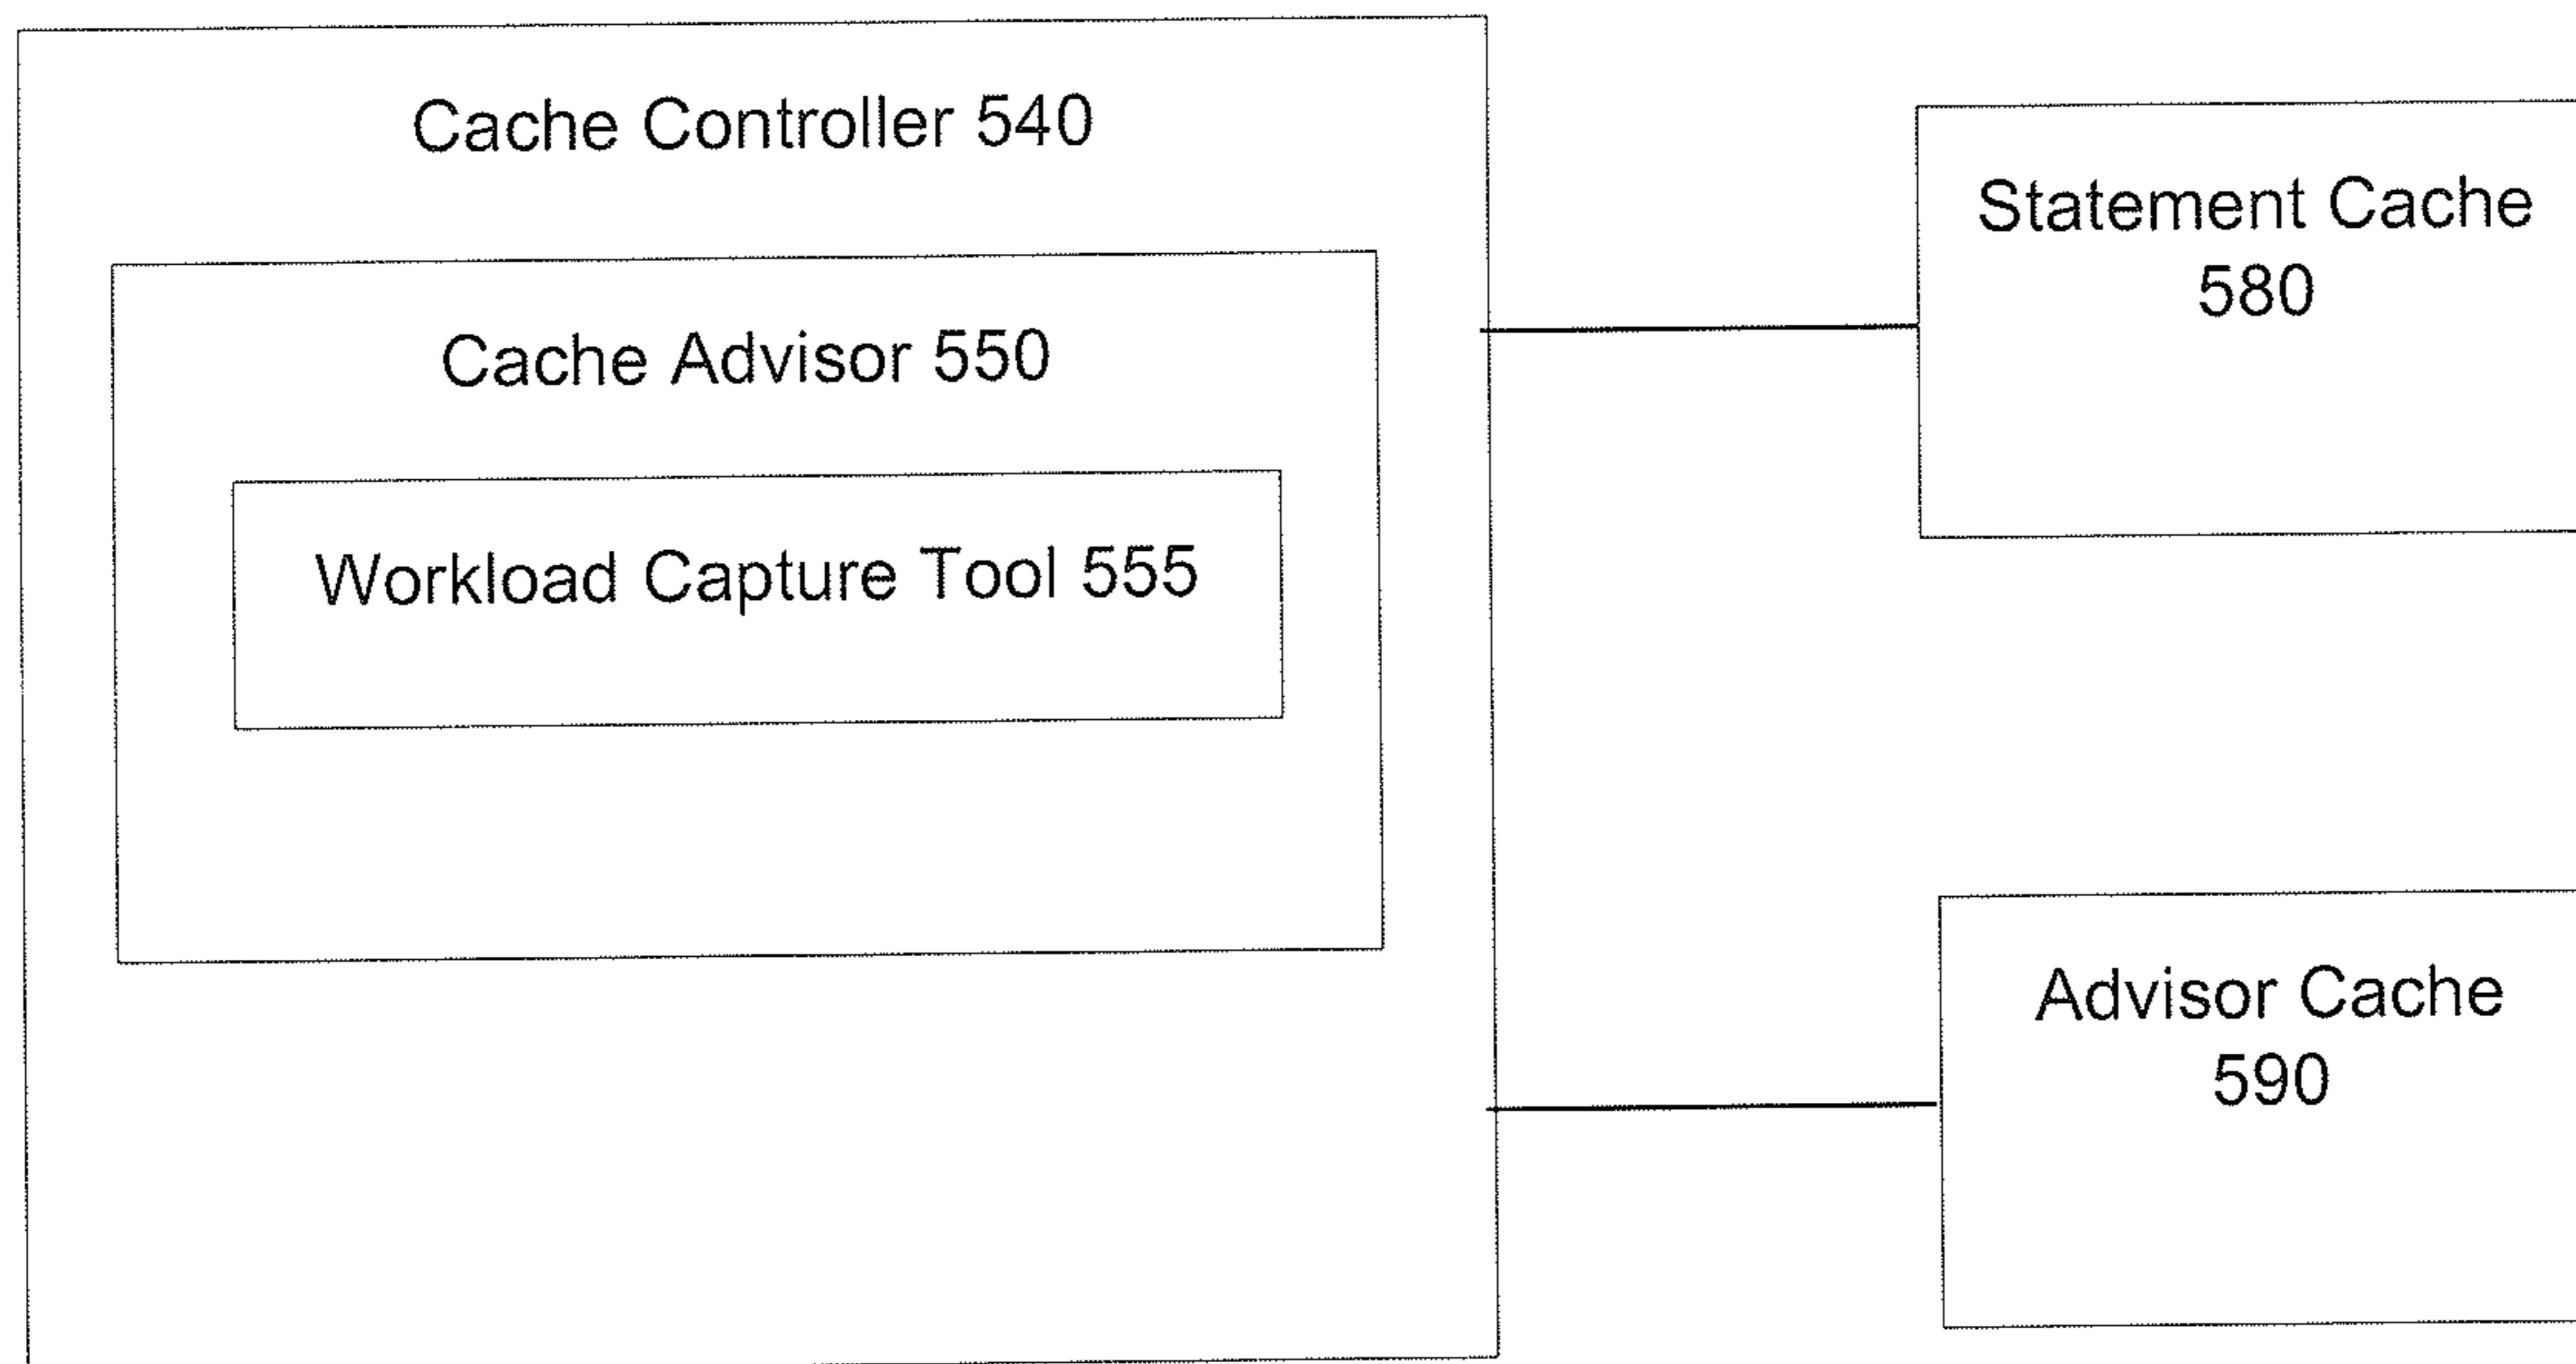 Cache Controller 540
Cache Advisor 550
Workload Capture Tool 555
Statement Cache
580
Advisor Cache
590